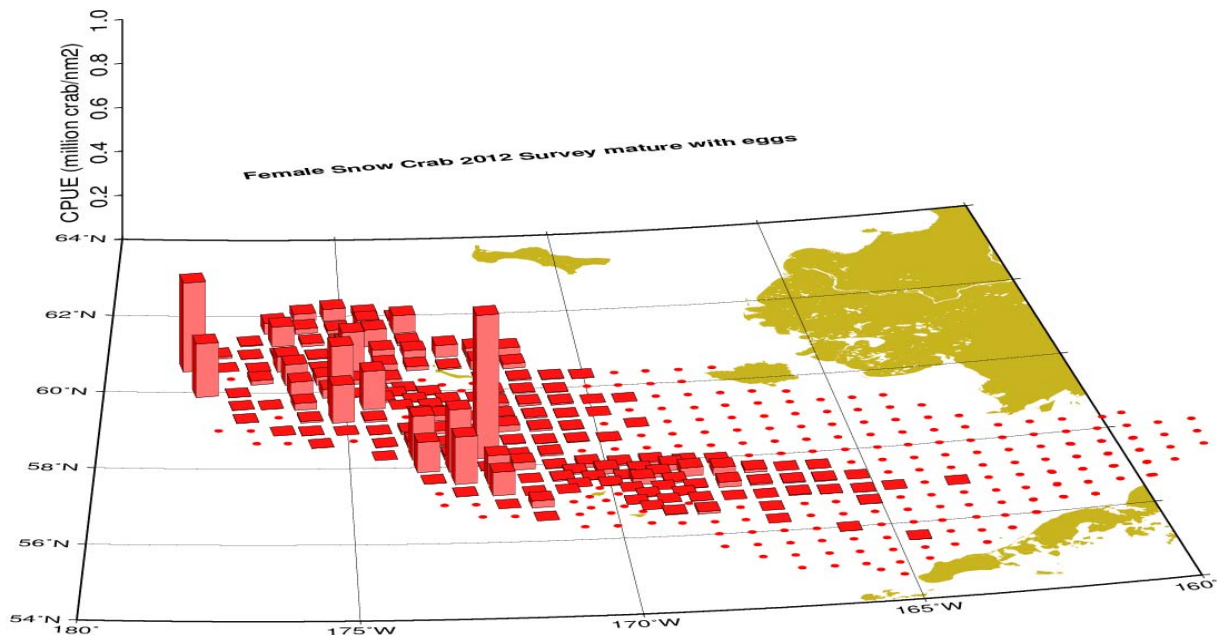 1.0
0.8
0.6
0.4
0.2
CPUE (million crab/nm2)
Female Snow Crab 2012 Survey mature with eggs
64°N
62°N
60°N
58°N
56°N
54°N
180°
175°W
170°W
165°W
160°